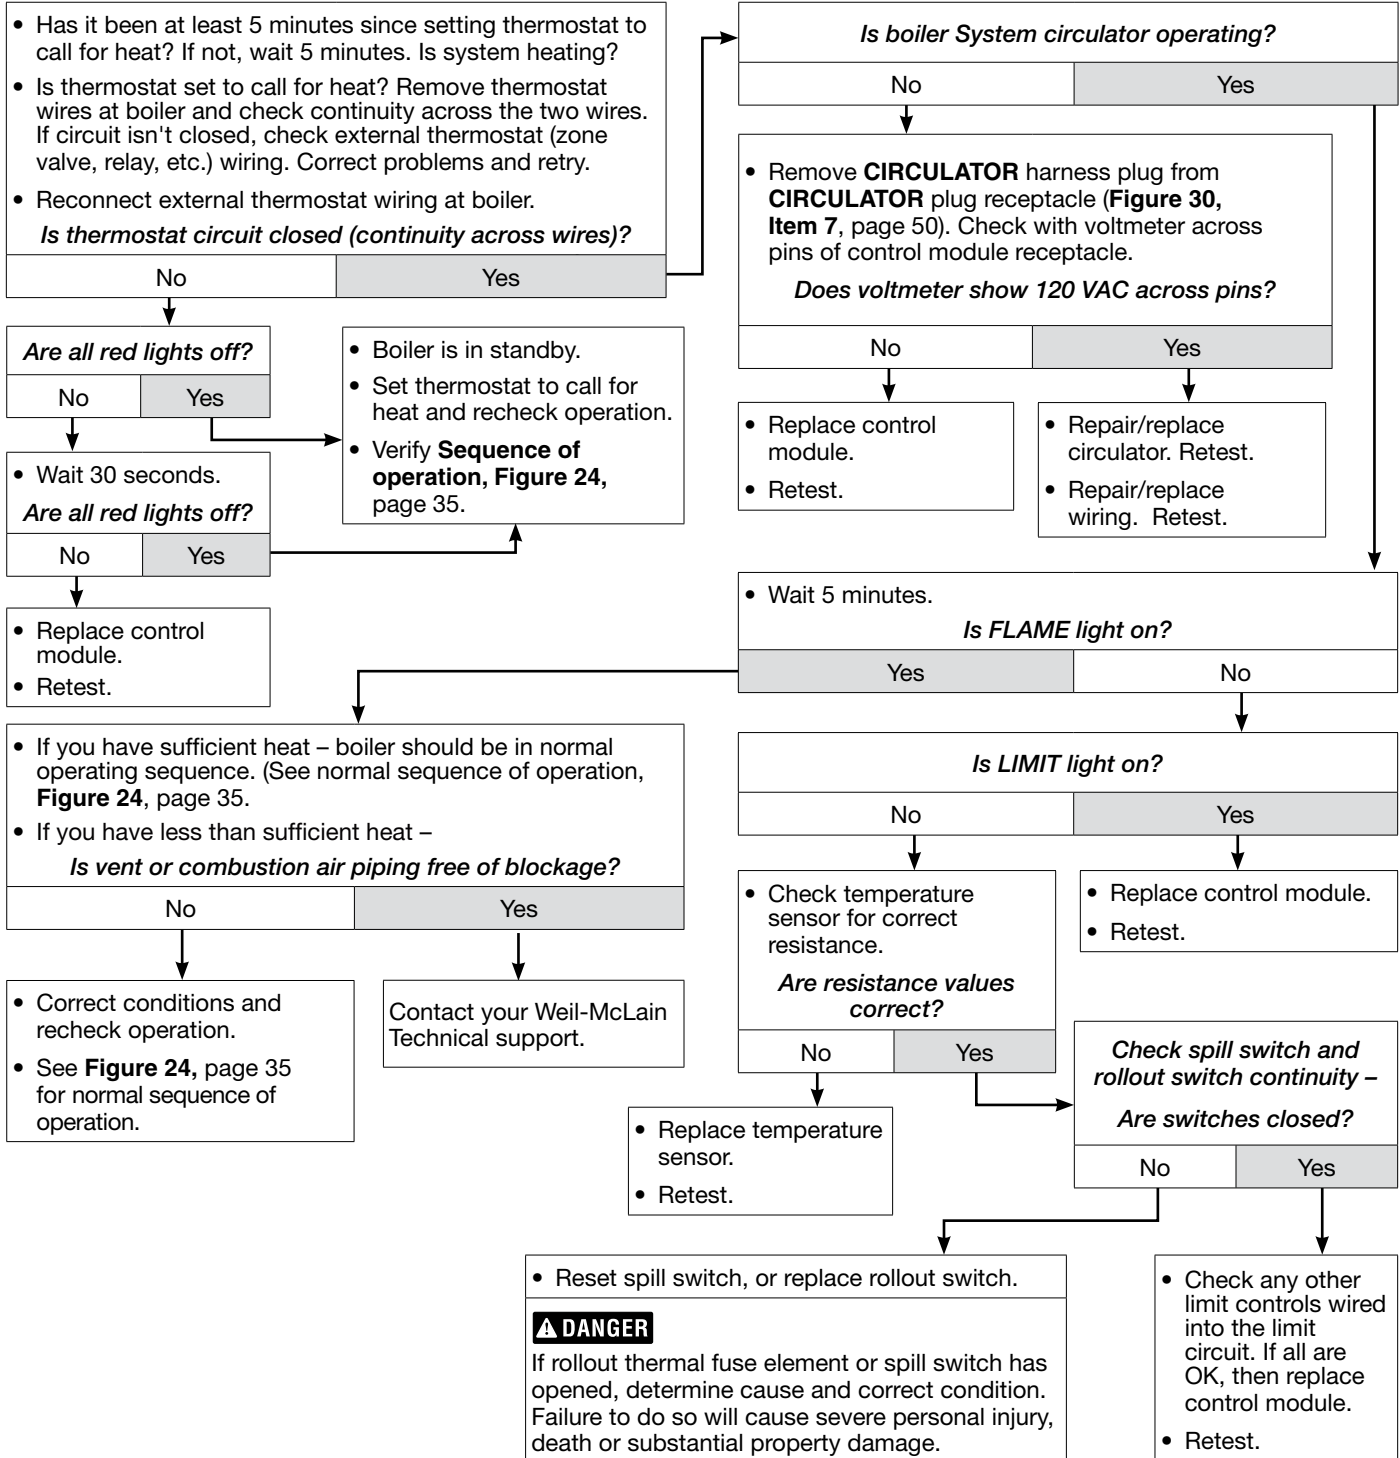 • Has it been at least 5 minutes since setting thermostat to
call for heat? If not, wait 5 minutes. Is system heating?
• Is thermostat set to call for heat? Remove thermostat
wires at boiler and check continuity across the two wires.
If circuit isn't closed, check external thermostat (zone
valve, relay, etc.) wiring. Correct problems and retry.
• Reconnect external thermostat wiring at boiler.
Is thermostat circuit closed (continuity across wires)?
No
Yes
Are all red lights off?
No
Yes
• Wait 30 seconds.
Are all red lights off?
No
Yes
• Replace control
module.
• Retest.
• Boiler is in standby.
• Set thermostat to call for
heat and recheck operation.
• Verify Sequence of
operation, Figure 24,
page 35.
Is boiler System circulator operating?
No
Yes
• Remove CIRCULATOR harness plug from
CIRCULATOR plug receptacle (Figure 30,
Item 7, page 50). Check with voltmeter across
pins of control module receptacle.
Does voltmeter show 120 VAC across pins?
No
Yes
• Replace control
module.
• Retest.
• Repair/replace
circulator. Retest.
• Repair/replace
wiring. Retest.
• Wait 5 minutes.
Is FLAME light on?
Yes
No
• If you have sufficient heat – boiler should be in normal
operating sequence. (See normal sequence of operation,
Figure 24, page 35.
• If you have less than sufficient heat –
Is vent or combustion air piping free of blockage?
No
Yes
• Correct conditions and
recheck operation.
• See Figure 24, page 35
for normal sequence of
operation.
Contact your Weil-McLain
Technical support.
Is LIMIT light on?
No
Yes
• Check temperature
sensor for correct
resistance.
Are resistance values
correct?
No
Yes
• Replace control module.
• Retest.
• Replace temperature
sensor.
• Retest.
Check spill switch and
rollout switch continuity –
Are switches closed?
No
Yes
• Reset spill switch, or replace rollout switch.
DANGER
If rollout thermal fuse element or spill switch has
opened, determine cause and correct condition.
Failure to do so will cause severe personal injury,
death or substantial property damage.
• Check any other
limit controls wired
into the limit
circuit. If all are
OK, then replace
control module.
• Retest.